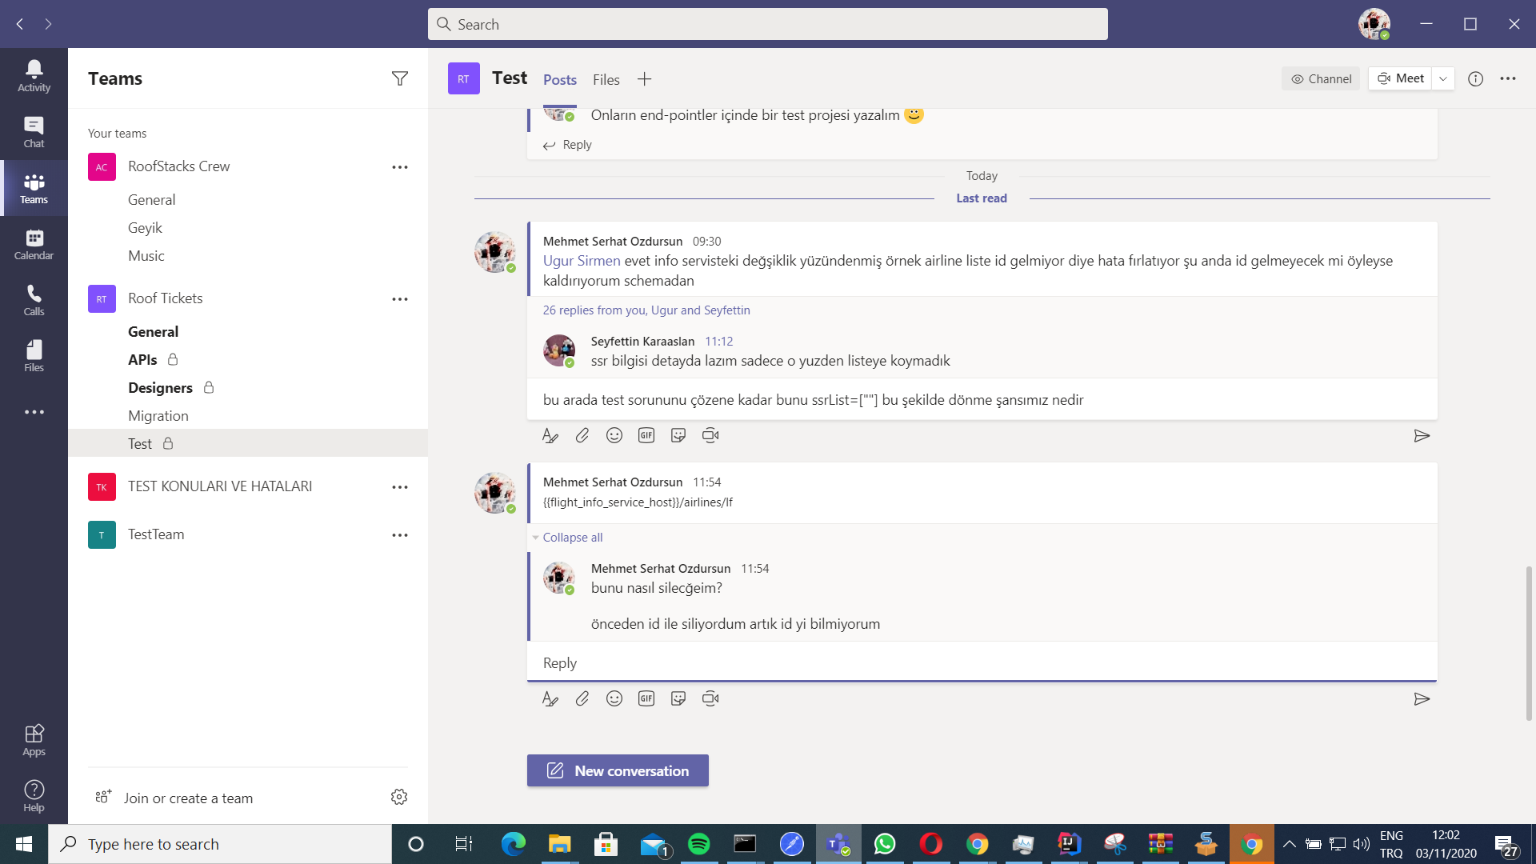 Search
Activity
Chat
Teams
Calendar
Calls
Files
Apps
Help
Teams
Your teams
AC RoofStacks Crew
General
Geyik
Music
RT Roof Tickets
General
APIs
Designers
Migration
Test
TK TEST KONULARI VE HATALARI
T TestTeam
Join or create a team
RT Test Posts Files
Channel Meet
Onların end-pointler içinde bir test projesi yazalım 🙂
Reply
Today
Last read
Mehmet Serhat Ozdursun 09:30
Ugur Sirmen evet info servisteki değşiklik yüzündenmiş örnek airline liste id gelmiyor diye hata fırlatıyor şu anda id gelmeyecek mi öyleyse
kaldırıyorum schemadan
26 replies from you, Ugur and Seyfettin
Seyfettin Karaaslan 11:12
ssr bilgisi detayda lazım sadece o yuzden listeye koymadık
bu arada test sorununu çözene kadar bunu ssrList=[""] bu şekilde dönme şansımız nedir
GIF
Mehmet Serhat Ozdursun 11:54
{{flight_info_service_host}}/airlines/lf
Collapse all
Mehmet Serhat Ozdursun 11:54
bunu nasıl silecğeim?
önceden id ile siliyordum artık id yi bilmiyorum
Reply
GIF
New conversation
Type here to search
1
ENG
TRQ
12:02
03/11/2020
27